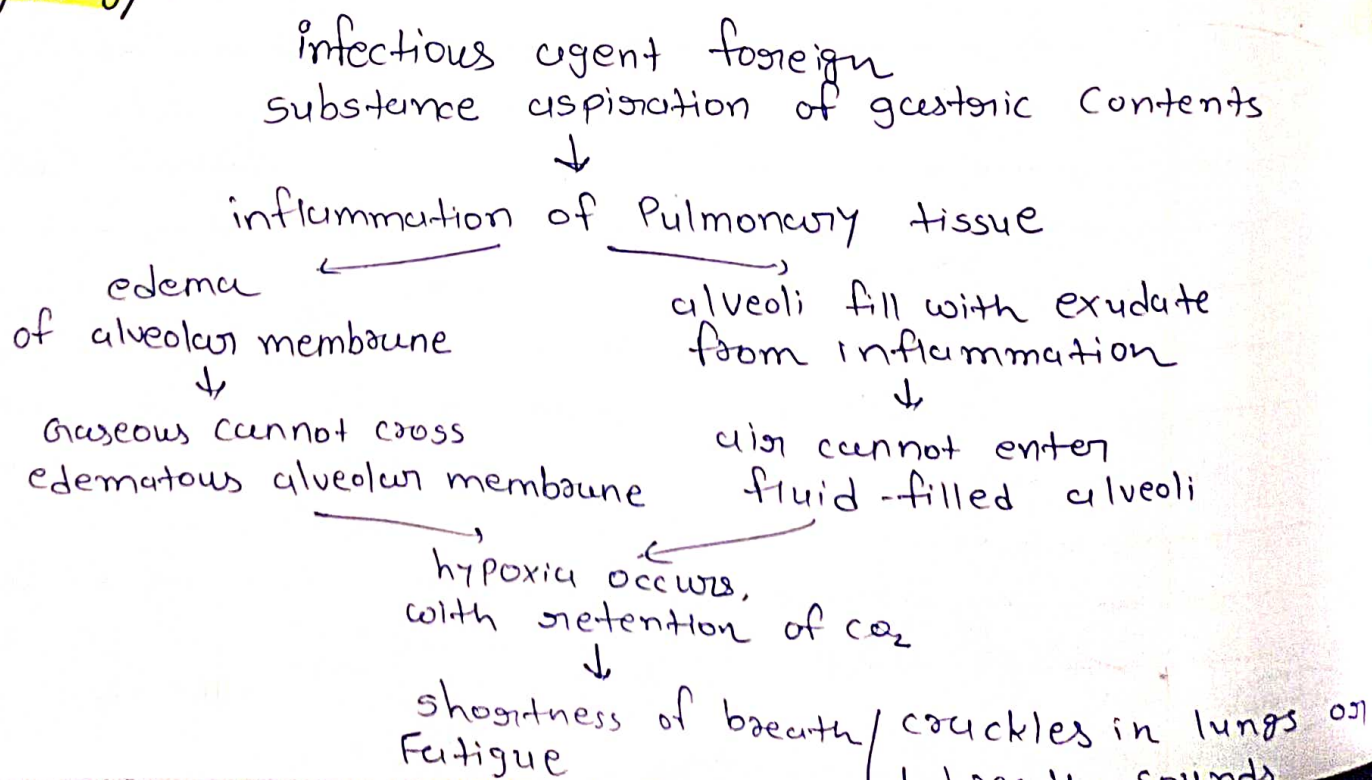 infectious agent foreign
substance aspiration of gastric Contents
↓
inflammation of Pulmonary tissue
edema
of alveolar membrane
↓
Gaseous cannot cross
edematous alveolar membrane
alveoli fill with exudate
from inflammation
↓
air cannot enter
fluid-filled alveoli
hypoxia occurs,
with retention of CO₂
↓
Shortness of breath/ crackles in lungs or
Fatigue
sounds